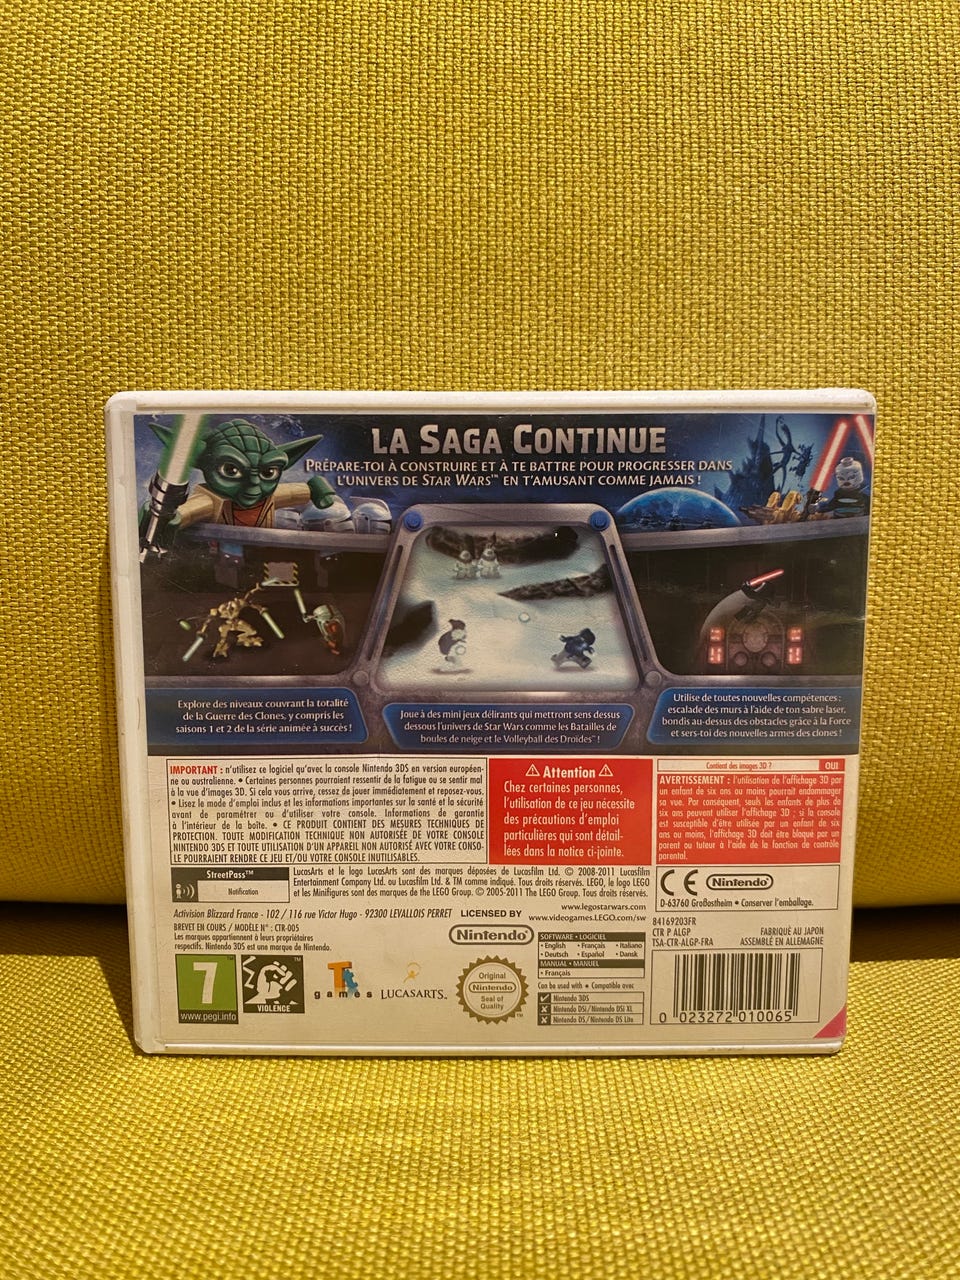 LA SAGA CONTINUE
PRÉPARE-TOI À CONSTRUIRE ET À TE BATTRE POUR PROGRESSER DANS
L'UNIVERS DE STAR WARS™ EN T'AMUSANT COMME JAMAIS !
Explore des niveaux couvrant la totalité
de la Guerre des Clones, y compris les
saisons 1 et 2 de la série animée à succès !
Joue à des mini jeux délirants qui mettront sens dessus
dessous l'univers de Star Wars comme les Batailles de
boules de neige et le Volleyball des Droïdes™ !
Utilise de toutes nouvelles compétences :
escalade des murs à l'aide de ton sabre laser,
bondis au-dessus des obstacles grâce à la Force
et sers-toi des nouvelles armes des clones !
IMPORTANT : n'utilisez ce logiciel qu'avec la console Nintendo 3DS en version européen-
ne ou australienne. • Certaines personnes pourraient ressentir de la fatigue ou se sentir mal
à la vue d'images 3D. Si cela vous arrive, cessez de jouer immédiatement et reposez-vous.
• Lisez le mode d'emploi inclus et les informations importantes sur la santé et la sécurité
avant de paramétrer ou d'utiliser votre console. Informations de garantie
à l'intérieur de la boîte. • CE PRODUIT CONTIENT DES MESURES TECHNIQUES DE
PROTECTION. TOUTE MODIFICATION TECHNIQUE NON AUTORISÉE DE VOTRE CONSOLE
NINTENDO 3DS ET TOUTE UTILISATION D'UN APPAREIL NON AUTORISÉ AVEC VOTRE CONSO-
LE POURRAIENT RENDRE CE JEU ET/OU VOTRE CONSOLE INUTILISABLES.
⚠ Attention ⚠
Chez certaines personnes,
l'utilisation de ce jeu nécessite
des précautions d'emploi
particulières qui sont détail-
lées dans la notice ci-jointe.
Contient des images 3D ? OUI
AVERTISSEMENT : l'utilisation de l'affichage 3D par
un enfant de six ans ou moins pourrait endommager
sa vue. Par conséquent, seuls les enfants de plus de
six ans peuvent utiliser l'affichage 3D ; si la console
est susceptible d'être utilisée par un enfant de six
ans ou moins, l'affichage 3D doit être bloqué par un
parent ou tuteur à l'aide de la fonction de contrôle
parental.
StreetPass™
Notification
LucasArts et le logo LucasArts sont des marques déposées de Lucasfilm Ltd. © 2008-2011 Lucasfilm
Entertainment Company Ltd. ou Lucasfilm Ltd. & TM comme indiqué. Tous droits réservés. LEGO, le logo LEGO
et les Minifigures sont des marques de the LEGO Group. © 2005-2011 The LEGO Group. Tous droits réservés.
CE Nintendo®
D-63760 Großostheim • Conserver l'emballage.
www.legostarwars.com
www.videogames.LEGO.com/sw
Activision Blizzard France - 102 / 116 rue Victor Hugo - 92300 LEVALLOIS PERRET
BREVET EN COURS / MODÈLE N° : CTR-005
Les marques appartiennent à leurs propriétaires
respectifs. Nintendo 3DS est une marque de Nintendo.
LICENSED BY
Nintendo®
SOFTWARE • LOGICIEL
• English • Français • Italiano
• Deutsch • Español • Dansk
MANUAL • MANUEL
• Français
Can be used with • Compatible avec
Nintendo 3DS
Nintendo DSi/Nintendo DSi XL
Nintendo DS/Nintendo DS Lite
84169203FR
CTR P ALGP
TSA-CTR-ALGP-FRA
FABRIQUÉ AU JAPON
ASSEMBLÉ EN ALLEMAGNE
7
www.pegi.info
VIOLENCE
TT
games
LUCASARTS™
Original
Nintendo
Seal of
Quality
0 023272 010065